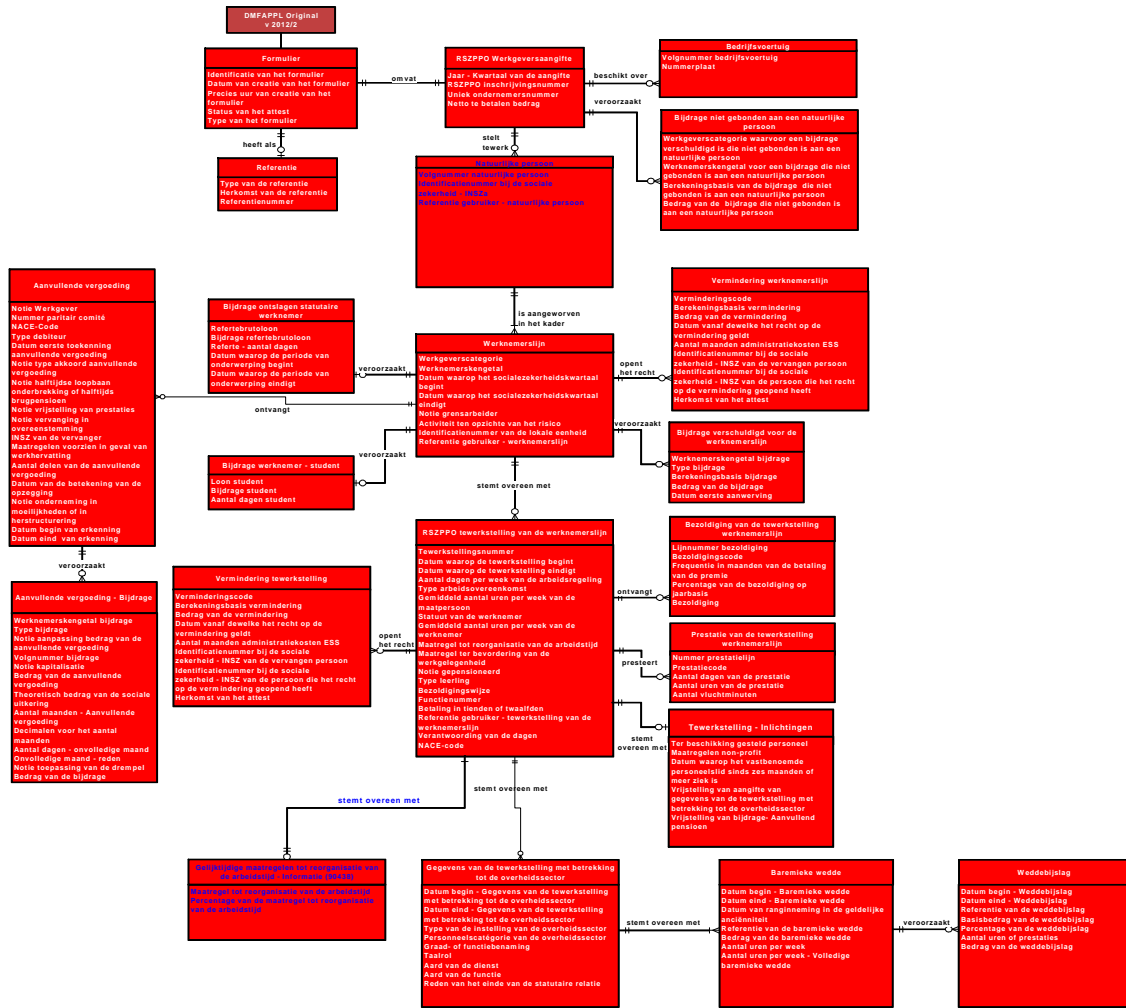 DMFAPPL Original
v 2012/2
Formulier
Identificatie van het formulier
Datum van creatie van het formulier
Precies uur van creatie van het
formulier
Status van het attest
Type van het formulier
omvat
RSZPPO Werkgeversaangifte
Jaar - Kwartaal van de aangifte
RSZPPO inschrijvingsnummer
Uniek ondernemersnummer
Netto te betalen bedrag
beschikt over
Bedrijfsvoertuig
Volgnummer bedrijfsvoertuig
Nummerplaat
veroorzaakt
Bijdrage niet gebonden aan een natuurlijke
persoon
Werkgeverscategorie waarvoor een bijdrage
verschuldigd is die niet gebonden is aan een
natuurlijke persoon
Werknemerskengetal voor een bijdrage die niet
gebonden is aan een natuurlijke persoon
Berekeningbasis van de bijdrage die niet
gebonden is aan een natuurlijke persoon
Bedrag van de bijdrage die niet gebonden is
aan een natuurlijke persoon
heeft als
Referentie
Type van de referentie
Herkomst van de referentie
Referentienummer
stelt
tewerk
Natuurlijke persoon
Volgnummer natuurlijke persoon
Identificatienummer bij de sociale
zekerheid - INSZa
Referentie gebruiker - natuurlijke persoon
is aangeworven
in het kader
Aanvullende vergoeding
Notie Werkgever
Nummer paritair comité
NACE-Code
Type debiteur
Datum eerste toekenning
aanvullende vergoeding
Notie type akkoord aanvullende
vergoeding
Notie halftijdse loopbaan
onderbrekking of halftijds
brugpensioen
Notie vrijstelling van prestaties
Notie vervanging in
overeenstemming
INSZ van de vervanger
Maatregelen voorzien in geval van
werkhervatting
Aantal delen van de aanvullende
vergoeding
Datum van de betekening van de
opzegging
Notie onderneming in
moeilijkheden of in
herstructurering
Datum begin van erkenning
Datum eind van erkenning
Bijdrage ontslagen statutaire
werknemer
Refertebrutoloon
Bijdrage refertebrutoloon
Referte - aantal dagen
Datum waarop de periode van
onderwerping begint
Datum waarop de periode van
onderwerping eindigt
veroorzaakt
ontvangt
Werknemerslijn
Werkgeverscategorie
Werknemerskengetal
Datum waarop het socialezekerheidskwartaal
begint
Datum waarop het socialezekerheidskwartaal
eindigt
Notie grensarbeider
Activiteit ten opzichte van het risico
Identificatienummer van de lokale eenheid
Referentie gebruiker - werknemerslijn
opent
het recht
Vermindering werknemerslijn
Verminderingscode
Berekeningsbasis vermindering
Bedrag van de vermindering
Datum vanaf dewelke het recht op de
vermindering geldt
Aantal maanden administratiekosten ESS
Identificatienummer bij de sociale
zekerheid - INSZ van de vervangen persoon
Identificatienummer bij de sociale
zekerheid - INSZ van de persoon die het recht
op de vermindering geopend heeft
Herkomst van het attest
veroorzaakt
Bijdrage verschuldigd voor de
werknemerslijn
Werknemerskengetal bijdrage
Type bijdrage
Berekeningsbasis bijdrage
Bedrag van de bijdrage
Datum eerste aanwerving
veroorzaakt
Bijdrage werknemer - student
Loon student
Bijdrage student
Aantal dagen student
stemt overeen met
RSZPPO tewerkstelling van de werknemerslijn
Tewerkstellingsnummer
Datum waarop de tewerkstelling begint
Datum waarop de tewerkstelling eindigt
Aantal dagen per week van de arbeidsregeling
Type arbeidsovereenkomst
Gemiddeld aantal uren per week van de
maatpersoon
Statuut van de werknemer
Gemiddeld aantal uren per week van de
werknemer
Maatregel tot reorganisatie van de arbeidstijd
Maatregel ter bevordering van de
werkgelegenheid
Notie gepensioneerd
Type leerling
Bezoldigingswijze
Functienummer
Betaling in tienden of twaalfden
Referentie gebruiker - tewerkstelling van de
werknemerslijn
Verantwoording van de dagen
NACE-code
ontvangt
Bezoldiging van de tewerkstelling
werknemerslijn
Lijnnummer bezoldiging
Bezoldigingscode
Frequentie in maanden van de betaling
van de premie
Percentage van de bezoldiging op
jaarbasis
Bezoldiging
presteert
Prestatie van de tewerkstelling
werknemerslijn
Nummer prestatielijn
Prestatiecode
Aantal dagen van de prestatie
Aantal uren van de prestatie
Aantal vluchtminuten
stemt
overeen met
Tewerkstelling - Inlichtingen
Ter beschikking gesteld personeel
Maatregelen non-profit
Datum waarop het vastbenoemde
personeelslid sinds zes maanden of
meer ziek is
Vrijstelling van aangifte van
gegevens van de tewerkstelling met
betrekking tot de overheidssector
Vrijstelling van bijdrage- Aanvullend
pensioen
veroorzaakt
Aanvullende vergoeding - Bijdrage
Werknemerskengetal bijdrage
Type bijdrage
Notie aanpassing bedrag van de
aanvullende vergoeding
Volgnummer bijdrage
Notie kapitalisatie
Bedrag van de aanvullende
vergoeding
Theoretisch bedrag van de sociale
uitkering
Aantal maanden - Aanvullende
vergoeding
Decimalen voor het aantal
maanden
Aantal dagen - onvolledige maand
Onvolledige maand - reden
Notie toepassing van de drempel
Bedrag van de bijdrage
Vermindering tewerkstelling
Verminderingscode
Berekeningsbasis vermindering
Bedrag van de vermindering
Datum vanaf dewelke het recht op de
vermindering geldt
Aantal maanden administratiekosten ESS
Identificatienummer bij de sociale
zekerheid - INSZ van de vervangen persoon
Identificatienummer bij de sociale
zekerheid - INSZ van de persoon die het recht
op de vermindering geopend heeft
Herkomst van het attest
opent
het recht
stemt overeen met
stemt overeen met
Gelijktijdige maatregelen tot reorganisatie van
de arbeidstijd - Informatie (90438)
Maatregel tot reorganisatie van de arbeidstijd
Percentage van de maatregel tot reorganisatie
van de arbeidstijd
Gegevens van de tewerkstelling met betrekking
tot de overheidssector
Datum begin - Gegevens van de tewerkstelling
met betrekking tot de overheidssector
Datum eind - Gegevens van de tewerkstelling
met betrekking tot de overheidssector
Type van de instelling van de overheidssector
Personneelscatégorie van de overheidssector
Graad- of functiebenaming
Taalrol
Aard van de dienst
Aard van de functie
Reden van het einde van de statutaire relatie
stemt overeen met
Baremieke wedde
Datum begin - Baremieke wedde
Datum eind - Baremieke wedde
Datum van ranginneming in de geldelijke
anciënniteit
Referentie van de baremieke wedde
Bedrag van de baremieke wedde
Aantal uren per week
Aantal uren per week - Volledige
baremieke wedde
veroorzaakt
Weddebijslag
Datum begin - Weddebijslag
Datum eind - Weddebijslag
Referentie van de weddebijslag
Basisbedrag van de weddebijslag
Percentage van de weddebijslag
Aantal uren of prestaties
Bedrag van de weddebijslag